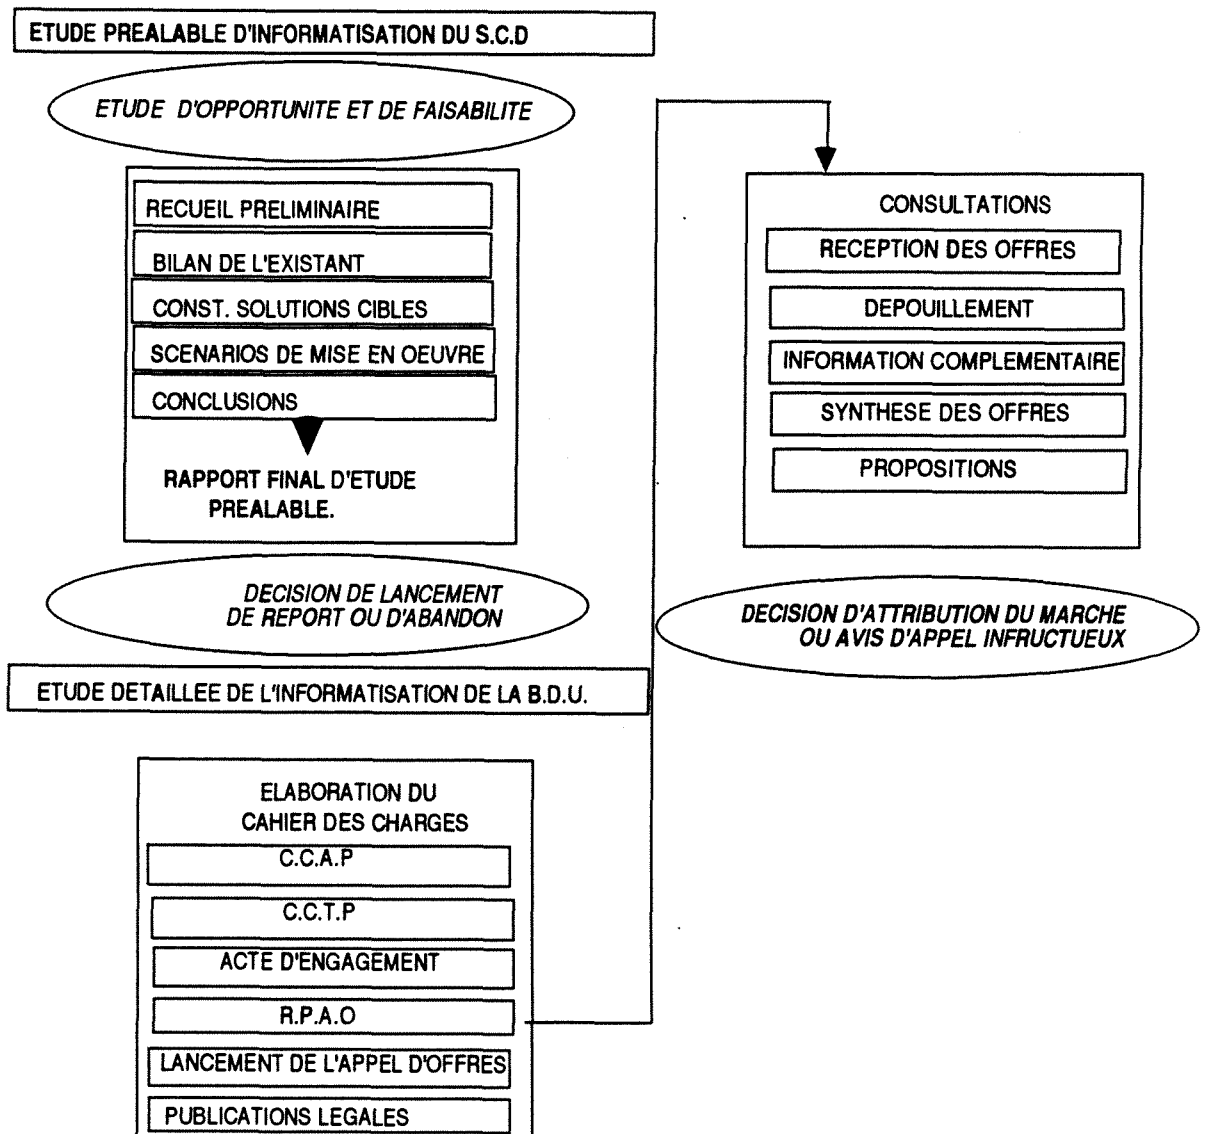 ETUDE PREALABLE D'INFORMATISATION DU S.C.D
ETUDE D'OPPORTUNITE ET DE FAISABILITE
RECUEIL PRELIMINAIRE
BILAN DE L'EXISTANT
CONST. SOLUTIONS CIBLES
SCENARIOS DE MISE EN OEUVRE
CONCLUSIONS
RAPPORT FINAL D'ETUDE
PREALABLE.
DECISION DE LANCEMENT
DE REPORT OU D'ABANDON
ETUDE DETAILLEE DE L'INFORMATISATION DE LA B.D.U.
ELABORATION DU
CAHIER DES CHARGES
C.C.A.P
C.C.T.P
ACTE D'ENGAGEMENT
R.P.A.O
LANCEMENT DE L'APPEL D'OFFRES
PUBLICATIONS LEGALES
CONSULTATIONS
RECEPTION DES OFFRES
DEPOUILLEMENT
INFORMATION COMPLEMENTAIRE
SYNTHESE DES OFFRES
PROPOSITIONS
DECISION D'ATTRIBUTION DU MARCHE
OU AVIS D'APPEL INFRUCTUEUX